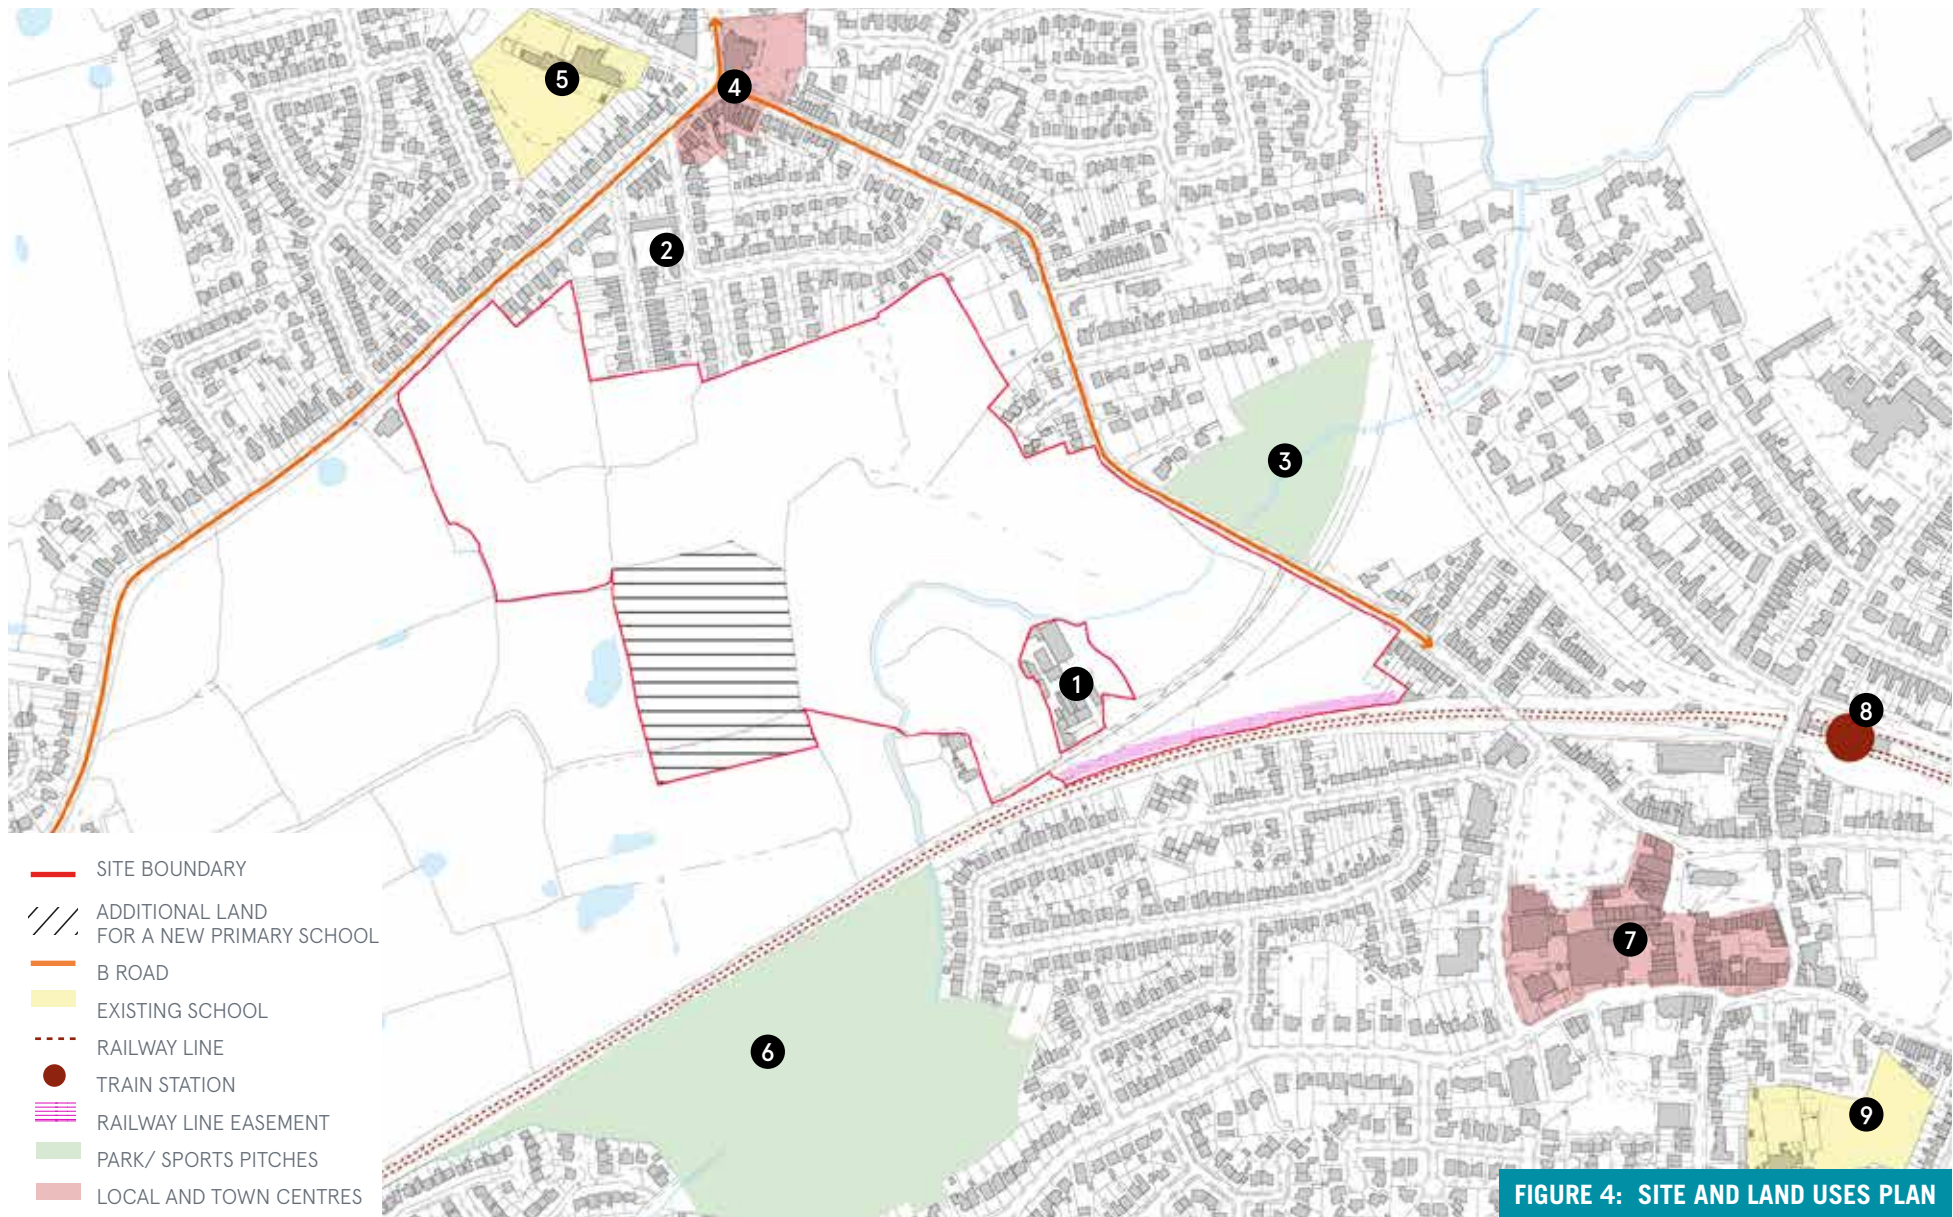 5
4
2
3
1
8
7
6
9
SITE BOUNDARY
ADDITIONAL LAND
FOR A NEW PRIMARY SCHOOL
B ROAD
EXISTING SCHOOL
RAILWAY LINE
TRAIN STATION
RAILWAY LINE EASEMENT
PARK/ SPORTS PITCHES
LOCAL AND TOWN CENTRES
FIGURE 4: SITE AND LAND USES PLAN